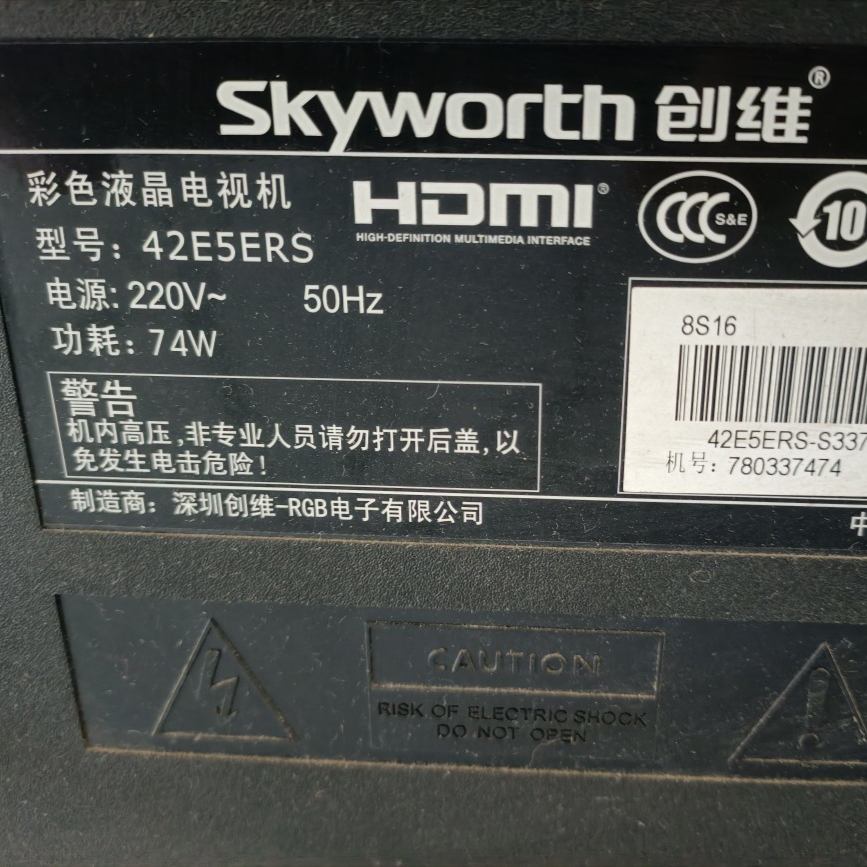 Skyworth 创维®
彩色液晶电视机
HDMI®
HIGH-DEFINITION MULTIMEDIA INTERFACE
CCC S&E
10
型号: 42E5ERS
电源: 220V~ 50Hz
功耗: 74W
8S16
42E5ERS-S337
机号: 780337474
警告
机内高压,非专业人员请勿打开后盖,以
免发生电击危险!
制造商: 深圳创维-RGB电子有限公司
中
CAUTION
RISK OF ELECTRIC SHOCK
DO NOT OPEN